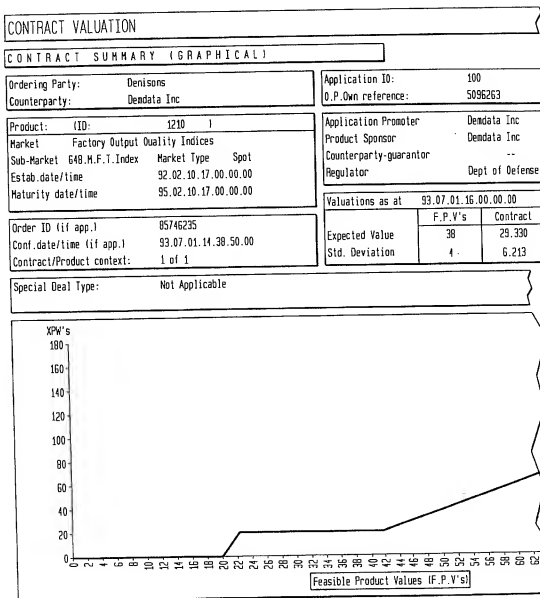 CONTRACT VALUATION
CONTRACT SUMMARY (GRAPHICAL)
Ordering Party: Denisons
Counterparty: Demdata Inc
Application IO: 100
O.P.Own reference: 5096263
Product: (ID: 1210 )
Market Factory Output Quality Indices
Sub-Market 648.M.F.T.Index Market Type Spot
Estab.date/time 92.02.10.17.00.00.00
Maturity date/time 95.02.10.17.00.00.00
Application Promoter Demdata Inc
Product Sponsor Demdata Inc
Counterparty-guarantor --
Regulator Dept of Defense
Order ID (if app.) 85746235
Conf.date/time (if app.) 93.07.01.14.38.50.00
Contract/Product context: 1 of 1
Valuations as at 93.07.01.16.00.00.00
F.P.V's Contract
Expected Value 38 29.330
Std. Deviation 4 6.213
Special Deal Type: Not Applicable
XPW's
180
160
140
120
100
80
60
40
20
0
0 2 4 6 8 10 12 14 16 18 20 22 24 26 28 30 32 34 36 38 40 42 44 46 48 50 52 54 56 58 60 62
Feasible Product Values (F.P.V's)